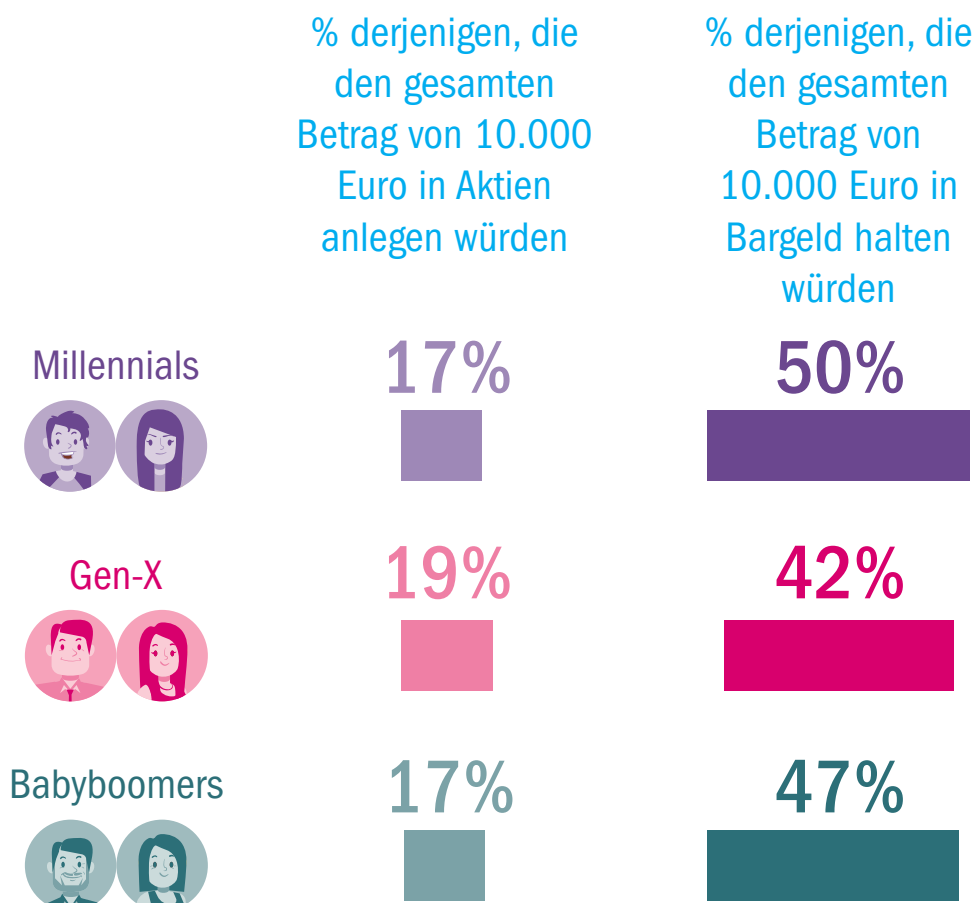 % derjenigen, die
den gesamten
Betrag von 10.000
Euro in Aktien
anlegen würden
% derjenigen, die
den gesamten
Betrag von
10.000 Euro in
Bargeld halten
würden
Millennials
17%
50%
Gen-X
19%
42%
Babyboomers
17%
47%